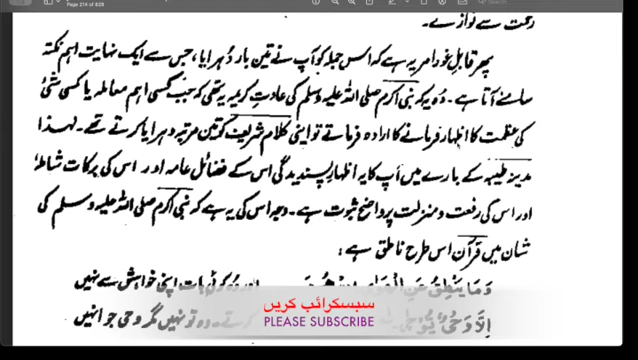 Page 214 of 628
Search
رحمت سے نوازے۔
پھر قابلِ غور امر یہ ہے کہ اس جملہ کو آپ نے تین بار دُہرایا، جس سے ایک نہایت اہم نکتہ
سامنے آتا ہے۔ وُہ یہ کہ نبی اکرم صلی اللہ علیہ وسلم کی عادتِ کریمہ یہ تھی کہ جب کسی اہم معاملہ یا کسی شئ
کی عظمت کا اظہار فرمانے کا ارادہ فرماتے تو اپنی کلام شریف کو تین مرتبہ دہرایا کرتے تھے۔ لہٰذا
مدینہ طیبہ کے بارے میں آپ کا یہ اظہارِ پسندیدگی اس کے فضائل عامہ اور اس کی برکات شاملہ
اور اس کی رفعت و منزلت پر واضح ثبوت ہے۔ وجہ اس کی یہ ہے کہ نبی اکرم صلی اللہ علیہ وسلم کی
شان میں قرآن اس طرح ناطق ہے:
وَمَا يَنْطِقُ عَنِ الْهَوٰى اِنْ هُوَ اور وُہ کوئی بات اپنی خواہش سے نہیں
اِلَّا وَحْىٌ يُّوْحٰى کرتے۔ وہ تو نہیں مگر وحی جو انہیں
سبسکرائب کریں
PLEASE SUBSCRIBE